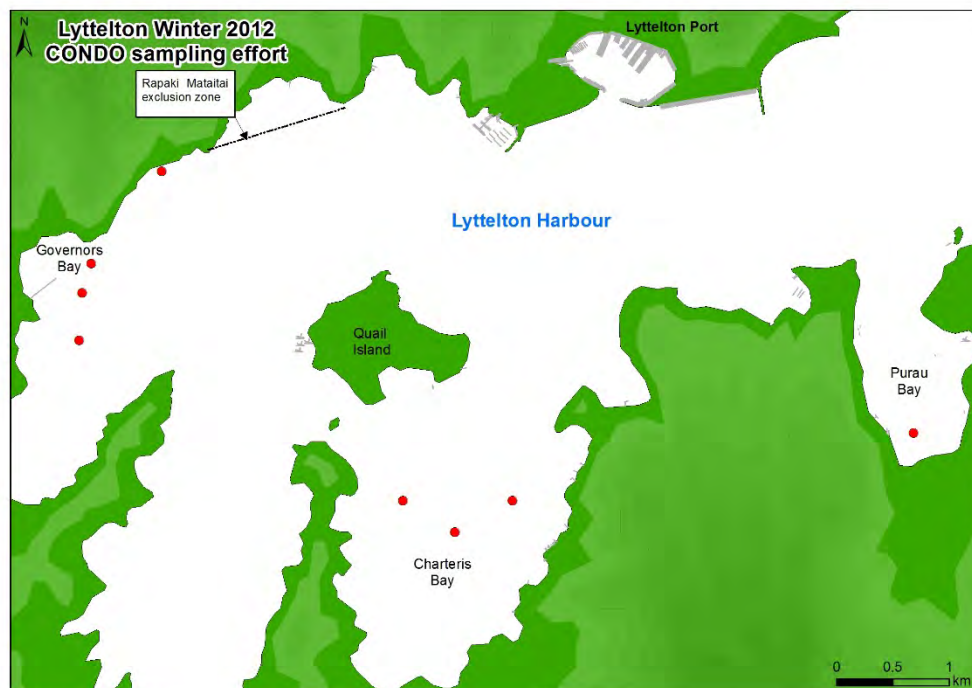 N
Lyttelton Winter 2012
CONDO sampling effort
Rapaki Mataitai
exclusion zone
Lyttelton Port
Lyttelton Harbour
Governors
Bay
Quail
Island
Purau
Bay
Charteris
Bay
0 0.5 1
km